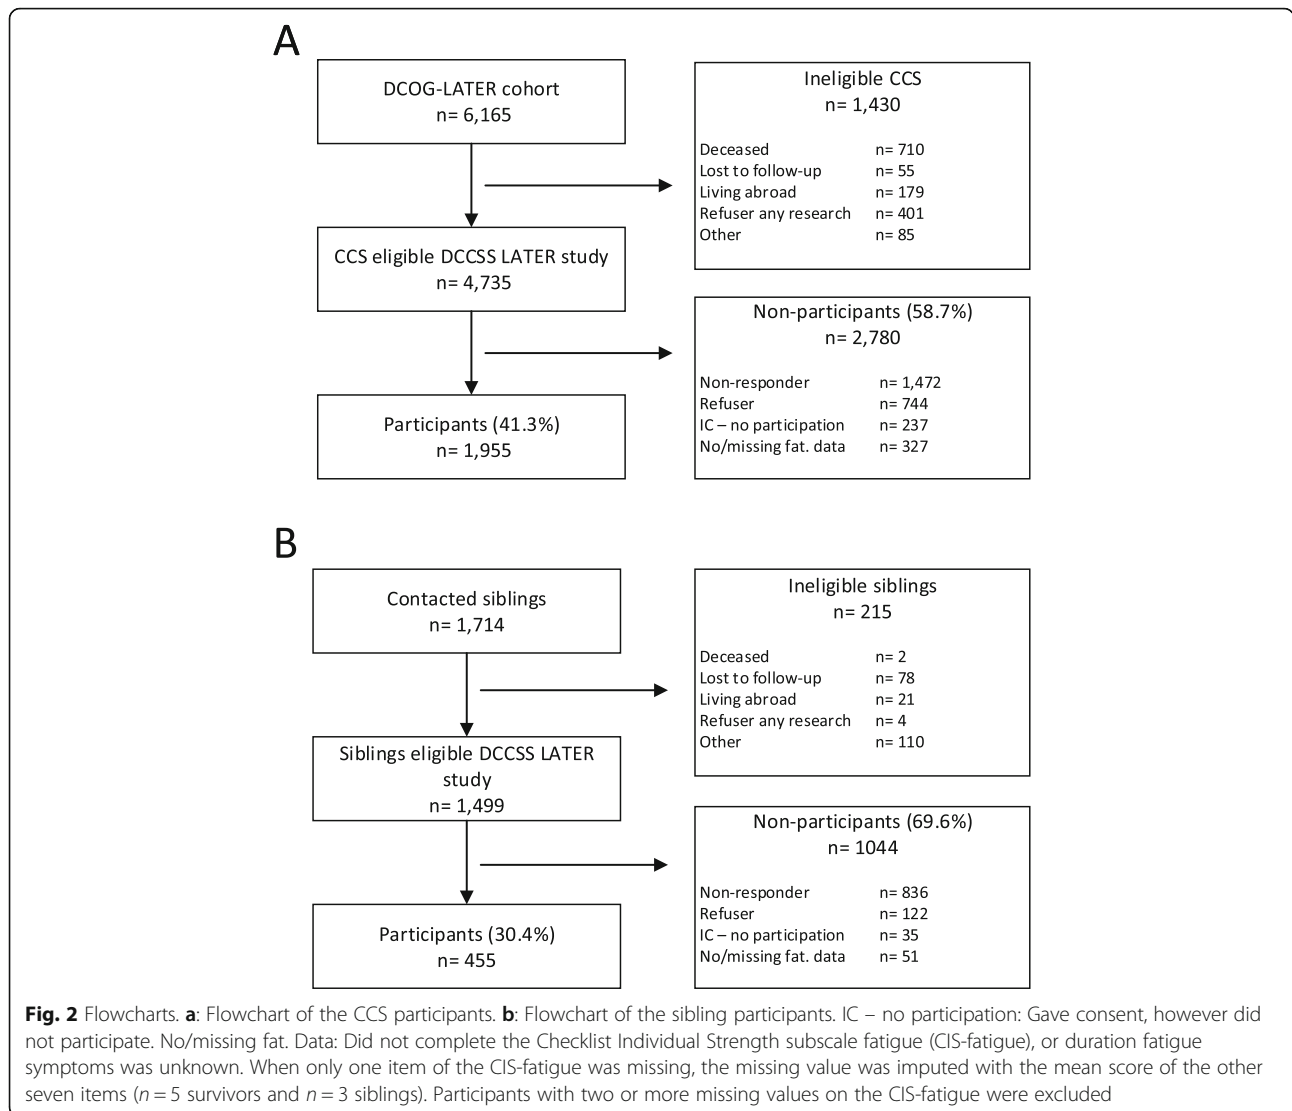 A
DCOG-LATER cohort
n= 6,165
Ineligible CCS
n= 1,430
Deceased n= 710
Lost to follow-up n= 55
Living abroad n= 179
Refuser any research n= 401
Other n= 85
CCS eligible DCCSS LATER study
n= 4,735
Non-participants (58.7%)
n= 2,780
Non-responder n= 1,472
Refuser n= 744
IC – no participation n= 237
No/missing fat. data n= 327
Participants (41.3%)
n= 1,955
B
Contacted siblings
n= 1,714
Ineligible siblings
n= 215
Deceased n= 2
Lost to follow-up n= 78
Living abroad n= 21
Refuser any research n= 4
Other n= 110
Siblings eligible DCCSS LATER
study
n= 1,499
Non-participants (69.6%)
n= 1044
Non-responder n= 836
Refuser n= 122
IC – no participation n= 35
No/missing fat. data n= 51
Participants (30.4%)
n= 455
Fig. 2 Flowcharts. a: Flowchart of the CCS participants. b: Flowchart of the sibling participants. IC – no participation: Gave consent, however did
not participate. No/missing fat. Data: Did not complete the Checklist Individual Strength subscale fatigue (CIS-fatigue), or duration fatigue
symptoms was unknown. When only one item of the CIS-fatigue was missing, the missing value was imputed with the mean score of the other
seven items (n = 5 survivors and n = 3 siblings). Participants with two or more missing values on the CIS-fatigue were excluded